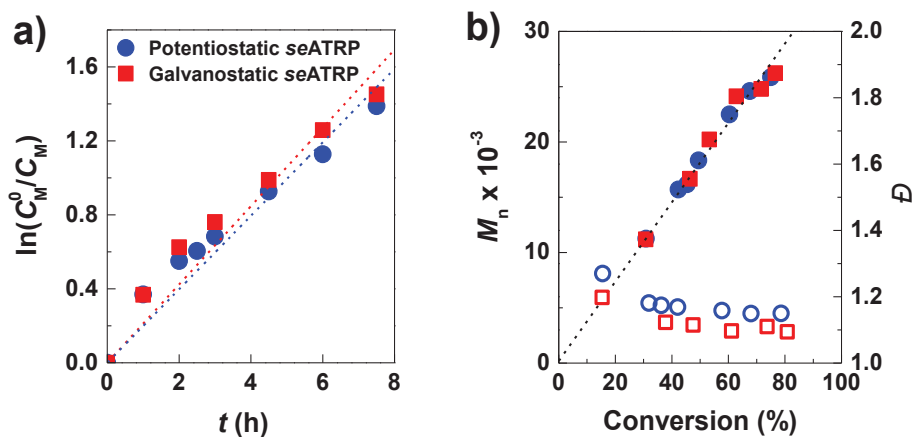 a)
Potentiostatic seATRP
Galvanostatic seATRP
ln(C⁰M/CM)
1.6
1.2
0.8
0.4
0.0
0 2 4 6 8
t (h)
b)
Mn x 10⁻³
30
20
10
0
0 20 40 60 80 100
Conversion (%)
2.0
1.8
1.6
1.4
1.2
1.0
Đ